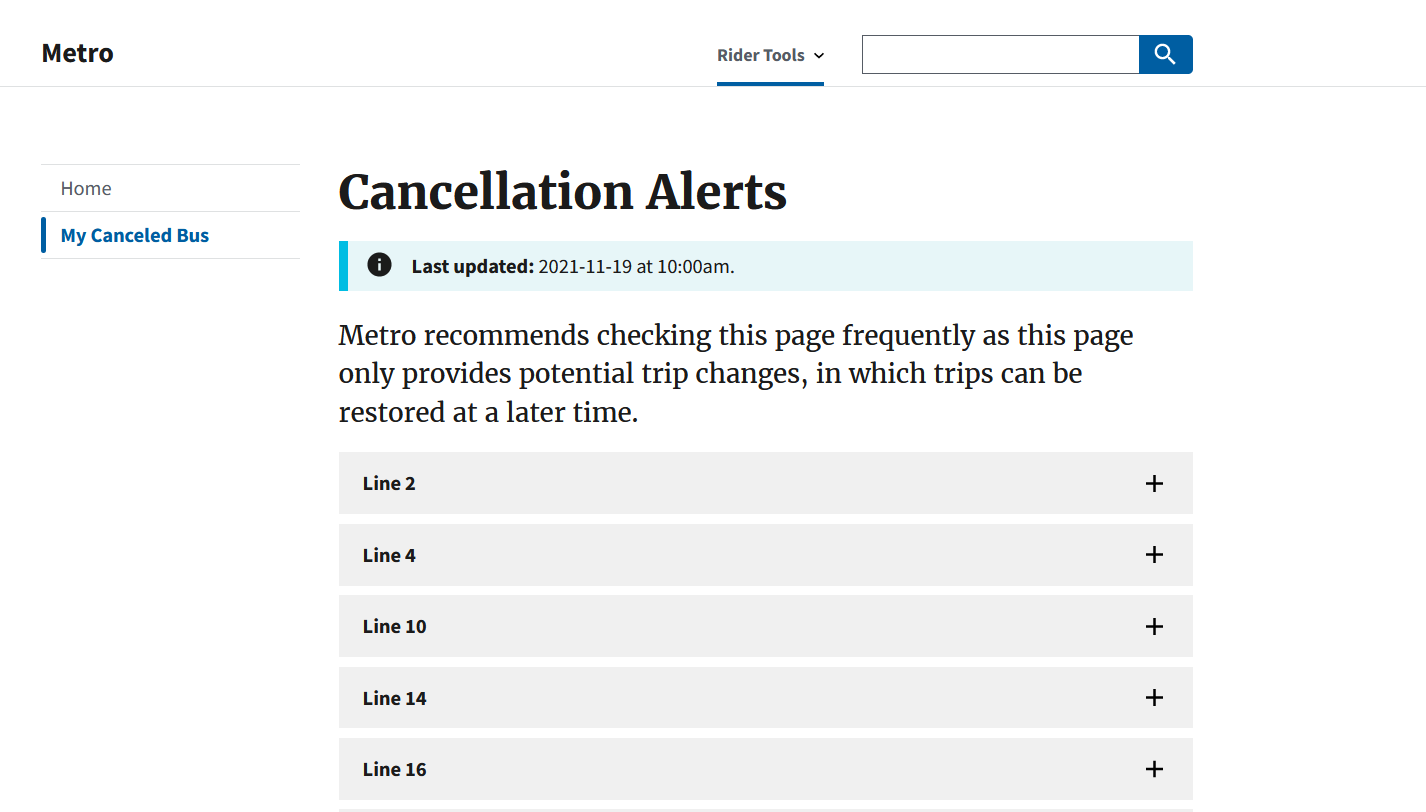 Metro
Rider Tools
Home
My Canceled Bus
Cancellation Alerts
Last updated: 2021-11-19 at 10:00am.
Metro recommends checking this page frequently as this page
only provides potential trip changes, in which trips can be
restored at a later time.
Line 2
Line 4
Line 10
Line 14
Line 16